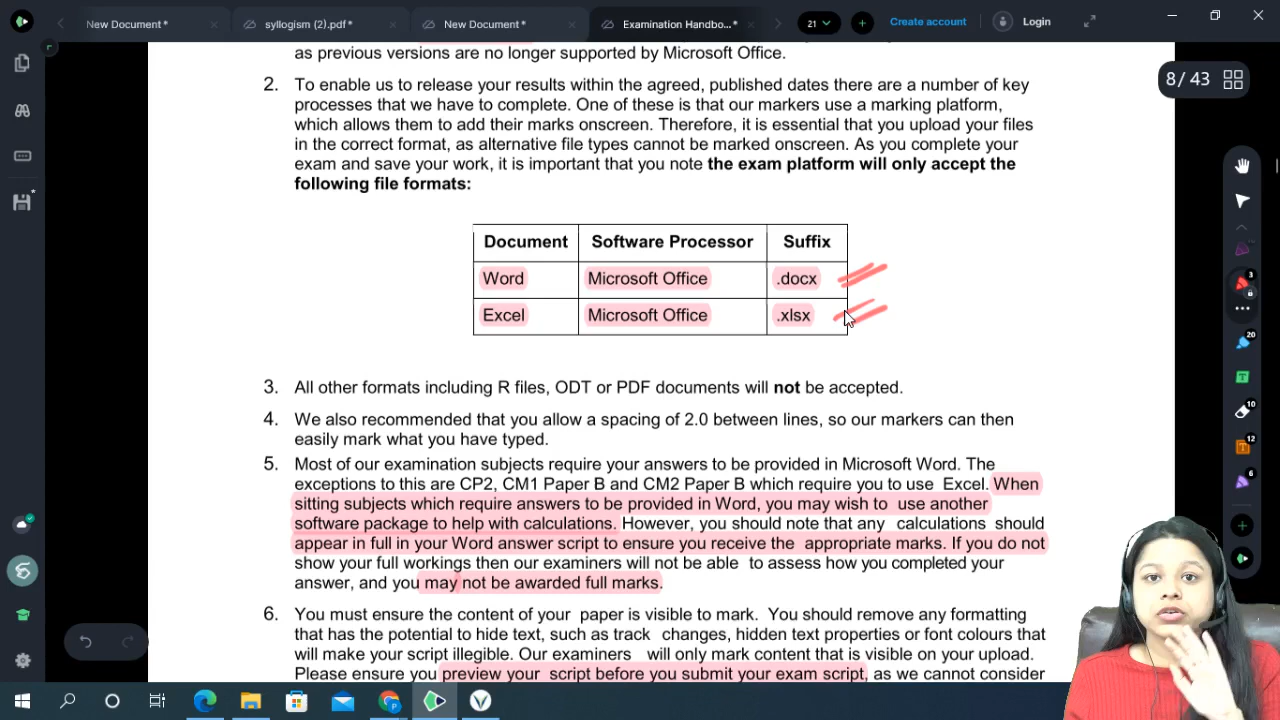 New Document*
syllogism (2).pdf*
New Document*
Examination Handbo...*
21
Create account
Login
8 / 43
as previous versions are no longer supported by Microsoft Office.
2. To enable us to release your results within the agreed, published dates there are a number of key
processes that we have to complete. One of these is that our markers use a marking platform,
which allows them to add their marks onscreen. Therefore, it is essential that you upload your files
in the correct format, as alternative file types cannot be marked onscreen. As you complete your
exam and save your work, it is important that you note the exam platform will only accept the
following file formats:
Document Software Processor Suffix
Word Microsoft Office .docx
Excel Microsoft Office .xlsx
3. All other formats including R files, ODT or PDF documents will not be accepted.
4. We also recommended that you allow a spacing of 2.0 between lines, so our markers can then
easily mark what you have typed.
5. Most of our examination subjects require your answers to be provided in Microsoft Word. The
exceptions to this are CP2, CM1 Paper B and CM2 Paper B which require you to use Excel. When
sitting subjects which require answers to be provided in Word, you may wish to use another
software package to help with calculations. However, you should note that any calculations should
appear in full in your Word answer script to ensure you receive the appropriate marks. If you do not
show your full workings then our examiners will not be able to assess how you completed your
answer, and you may not be awarded full marks.
6. You must ensure the content of your paper is visible to mark. You should remove any formatting
that has the potential to hide text, such as track changes, hidden text properties or font colours that
will make your script illegible. Our examiners will only mark content that is visible on your upload.
Please ensure you preview your script before you submit your exam script, as we cannot consider
3
20
10
12
6